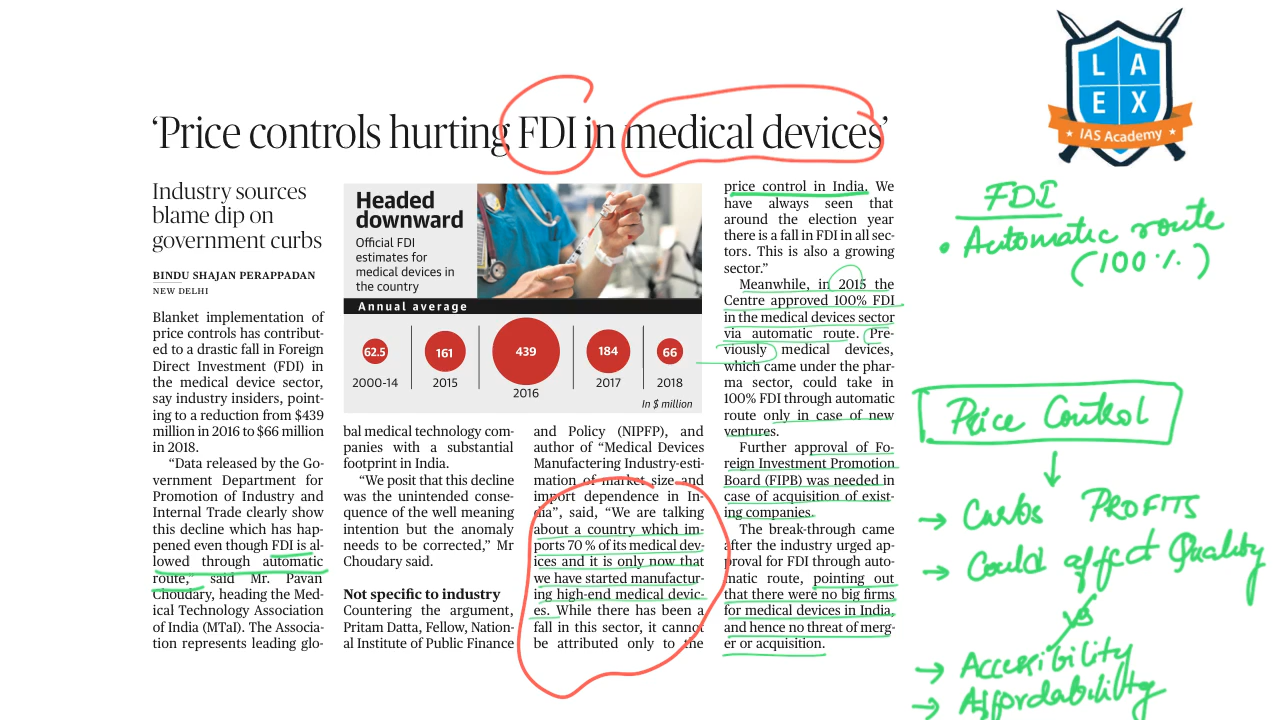 ‘Price controls hurting FDI in medical devices’
Industry sources
blame dip on
government curbs
BINDU SHAJAN PERAPPADAN
NEW DELHI
Blanket implementation of
price controls has contribut-
ed to a drastic fall in Foreign
Direct Investment (FDI) in
the medical device sector,
say industry insiders, point-
ing to a reduction from $439
million in 2016 to $66 million
in 2018.
“Data released by the Go-
vernment Department for
Promotion of Industry and
Internal Trade clearly show
this decline which has hap-
pened even though FDI is al-
lowed through automatic
route,” said Mr. Pavan
Choudary, heading the Med-
ical Technology Association
of India (MTaI). The Associa-
tion represents leading glo-
Headed
downward
Official FDI
estimates for
medical devices in
the country
Annual average
62.5 161 439 184 66
2000-14 2015 2016 2017 2018
In $ million
bal medical technology com-
panies with a substantial
footprint in India.
“We posit that this decline
was the unintended conse-
quence of the well meaning
intention but the anomaly
needs to be corrected,” Mr
Choudary said.
Not specific to industry
Countering the argument,
Pritam Datta, Fellow, Nation-
al Institute of Public Finance
and Policy (NIPFP), and
author of “Medical Devices
Manufactering Industry-esti-
mation of market size and
import dependence in In-
dia”, said, “We are talking
about a country which im-
ports 70 % of its medical dev-
ices and it is only now that
we have started manufactur-
ing high-end medical devic-
es. While there has been a
fall in this sector, it cannot
be attributed only to the
price control in India. We
have always seen that
around the election year
there is a fall in FDI in all sec-
tors. This is also a growing
sector.”
Meanwhile, in 2015 the
Centre approved 100% FDI
in the medical devices sector
via automatic route. Pre-
viously medical devices,
which came under the phar-
ma sector, could take in
100% FDI through automatic
route only in case of new
ventures.
Further approval of Fo-
reign Investment Promotion
Board (FIPB) was needed in
case of acquisition of exist-
ing companies.
The break-through came
after the industry urged ap-
proval for FDI through auto-
matic route, pointing out
that there were no big firms
for medical devices in India,
and hence no threat of merg-
er or acquisition.
L A
E X
IAS Academy
FDI
• Automatic route
(100%)
Price Control
→ Curbs PROFITS
→ Could affect Quality
vs
→ Accessibility
→ Affordability